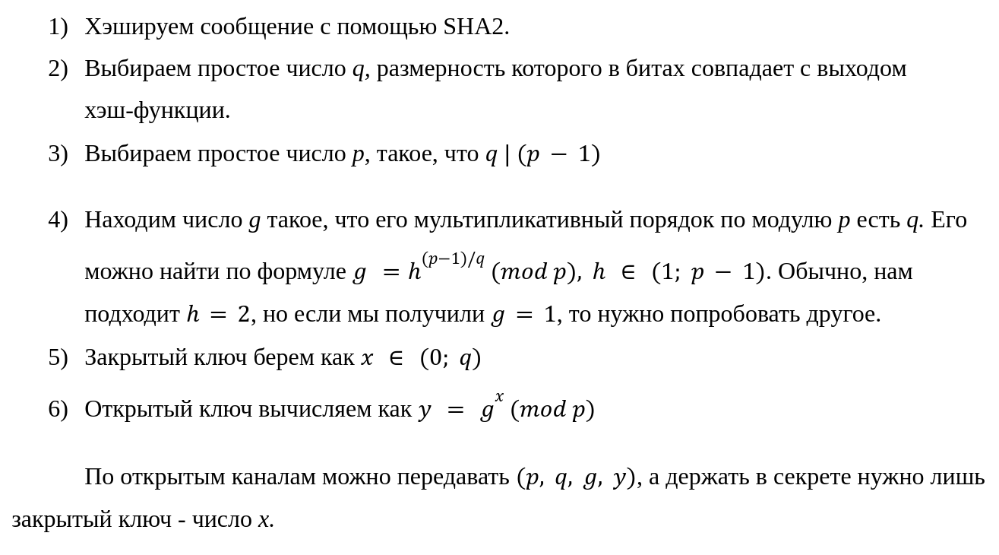 1) Хэшируем сообщение с помощью SHA2.
2) Выбираем простое число q, размерность которого в битах совпадает с выходом
хэш-функции.
3) Выбираем простое число p, такое, что q | (p − 1)
4) Находим число g такое, что его мультипликативный порядок по модулю p есть q. Его
можно найти по формуле g = h^(p−1)/q (mod p), h ∈ (1; p − 1). Обычно, нам
подходит h = 2, но если мы получили g = 1, то нужно попробовать другое.
5) Закрытый ключ берем как x ∈ (0; q)
6) Открытый ключ вычисляем как y = g^x (mod p)
По открытым каналам можно передавать (p, q, g, y), а держать в секрете нужно лишь
закрытый ключ - число x.